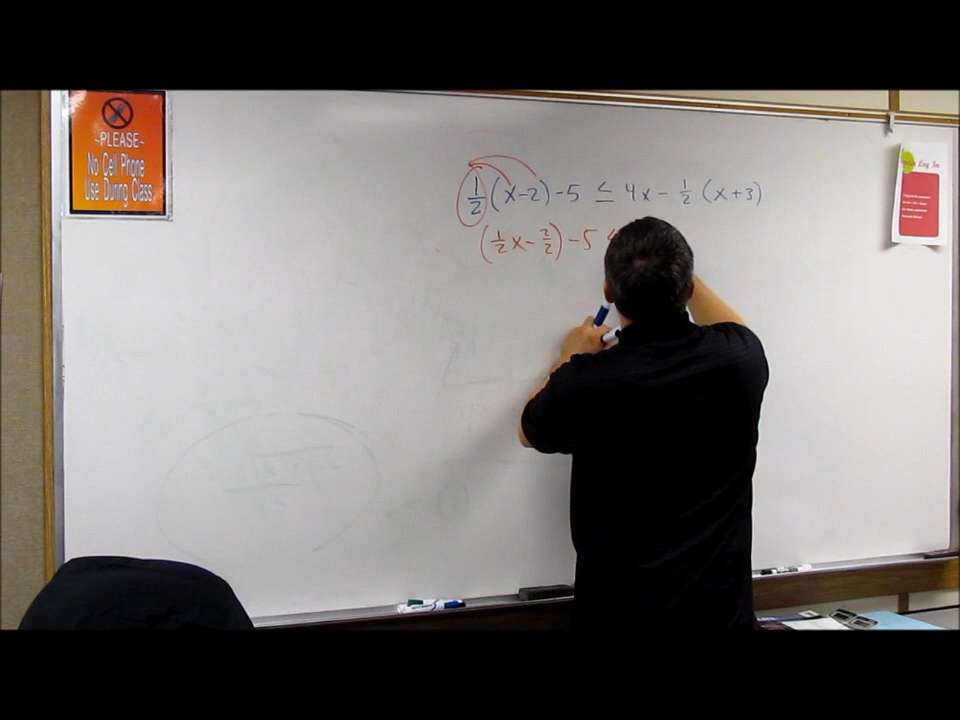 ~PLEASE~
No Cell Phone
Use During Class
1/2 (x-2) -5 ≤ 4x - 1/2 (x+3)
(1/2 x - 2/2) -5